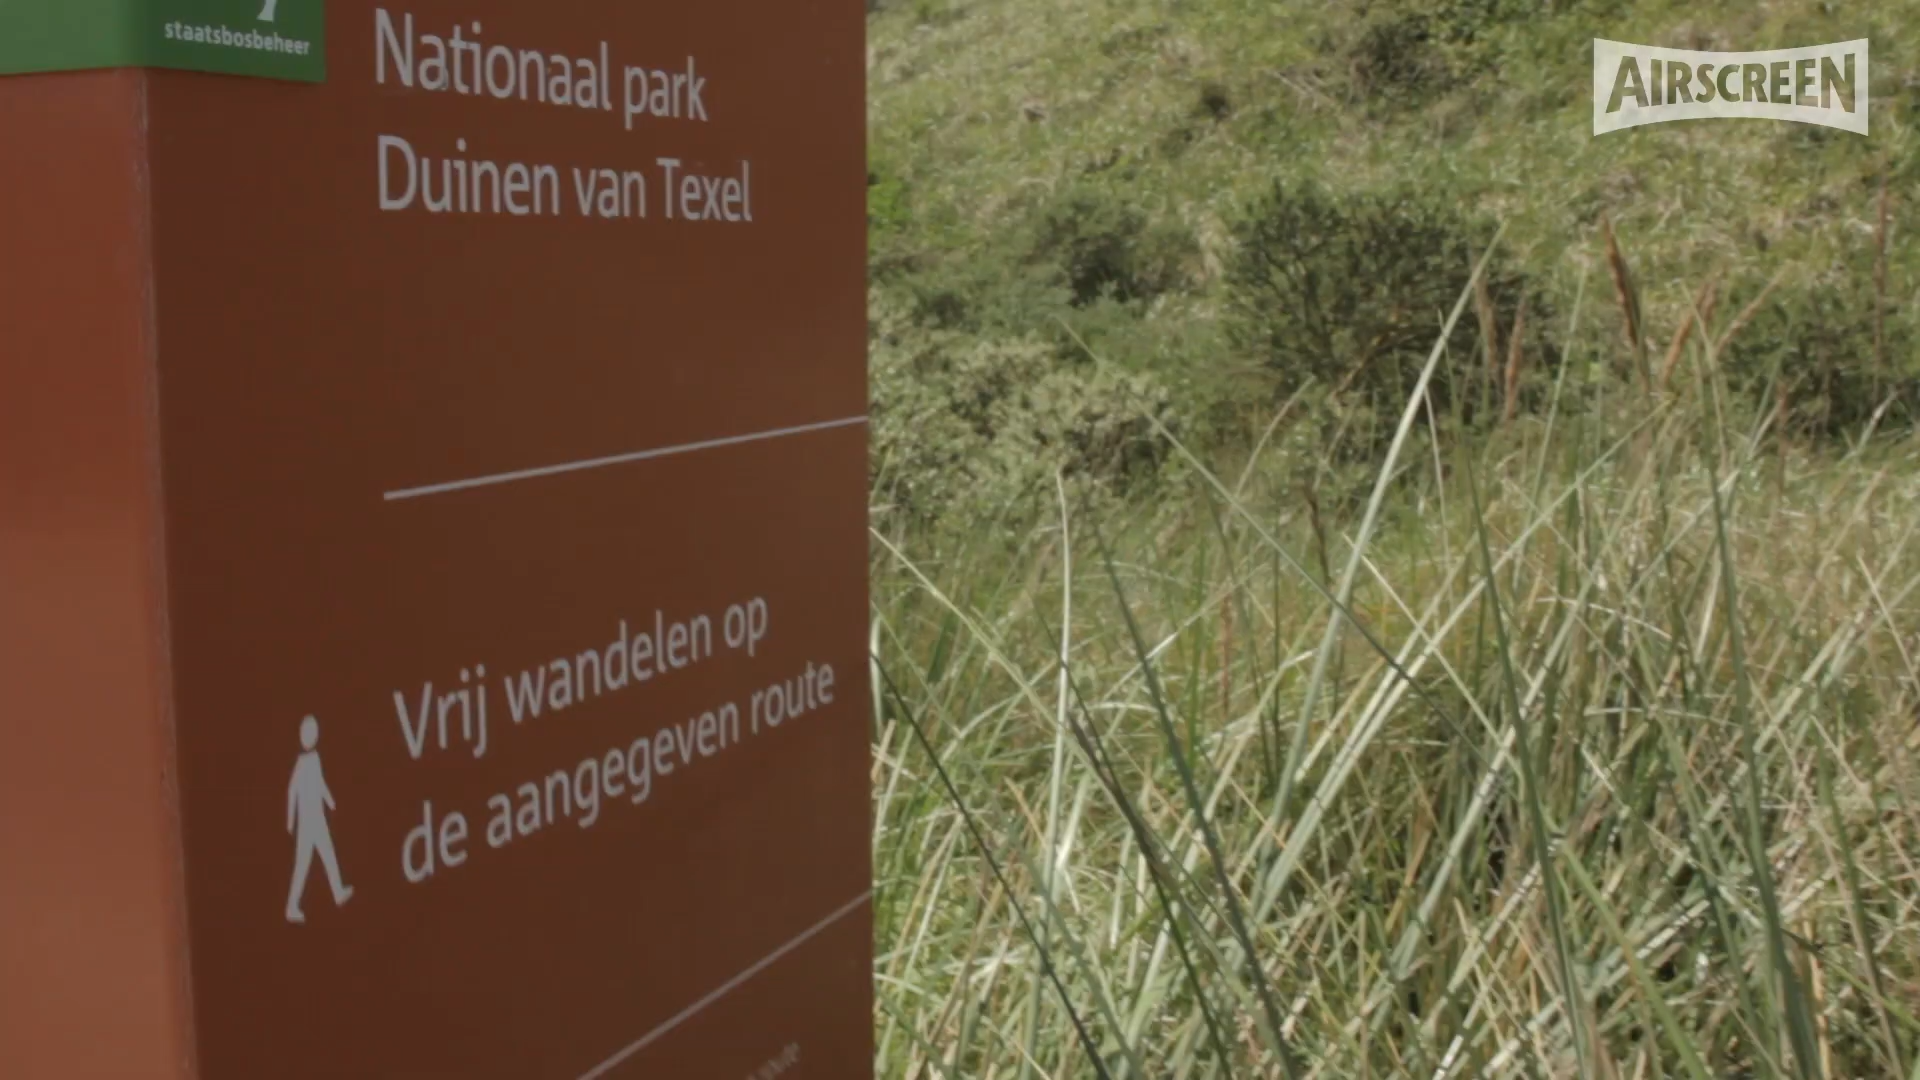 staatsbosbeheer
Nationaal park
Duinen van Texel
Vrij wandelen op
de aangegeven route
AIRSCREEN